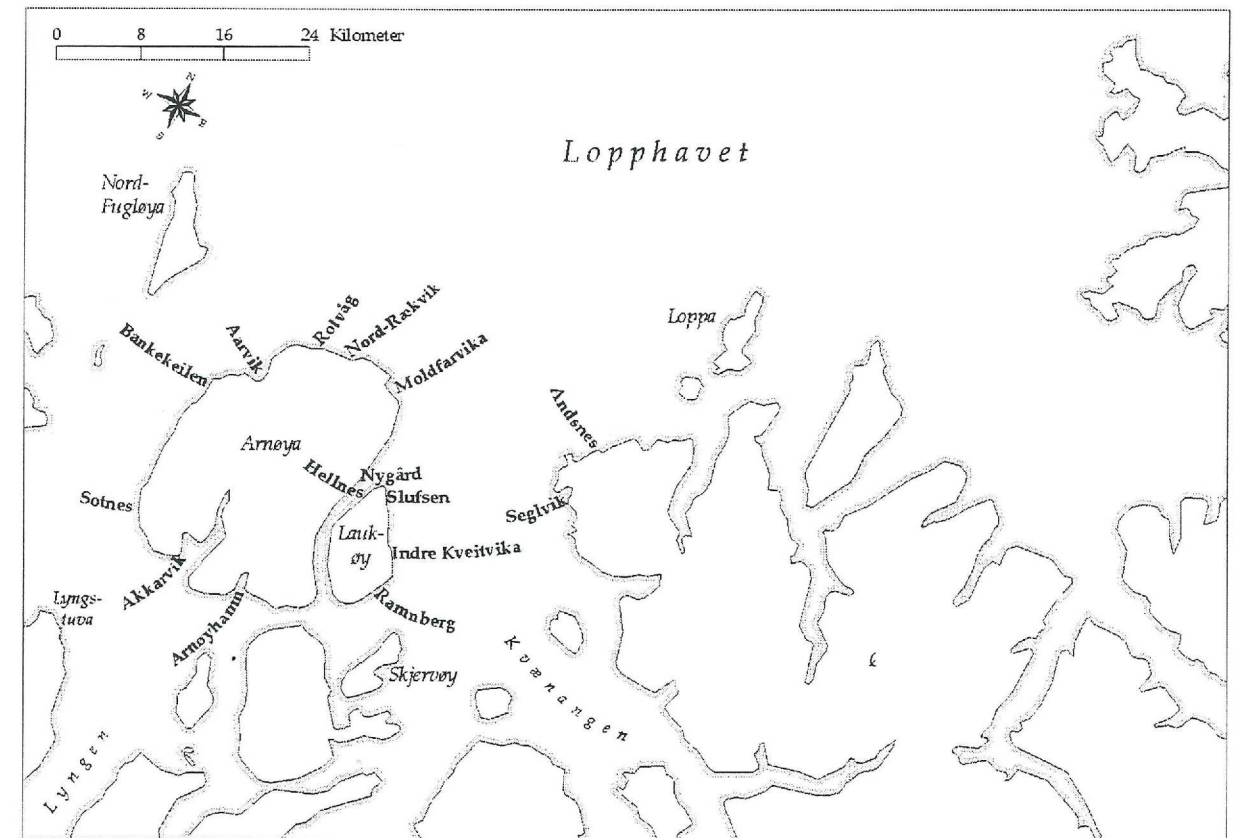 0 8 16 24 Kilometer
N
W
E
S
Lopphavet
Nord-
Fugløya
Bankekeilen
Aarvik
Rotvåg
Nord-Rækvik
Moldfarvika
Loppa
Andsnes
Arnøya
Hellnes
Nygård
Slufsen
Sotnes
Seglvik
Lauk-
øy
Indre Kveitvika
Akkarvik
Ramnberg
Lyngs-
tuva
Arnøyhamn
Skjervøy
Kvænangen
Lyngen